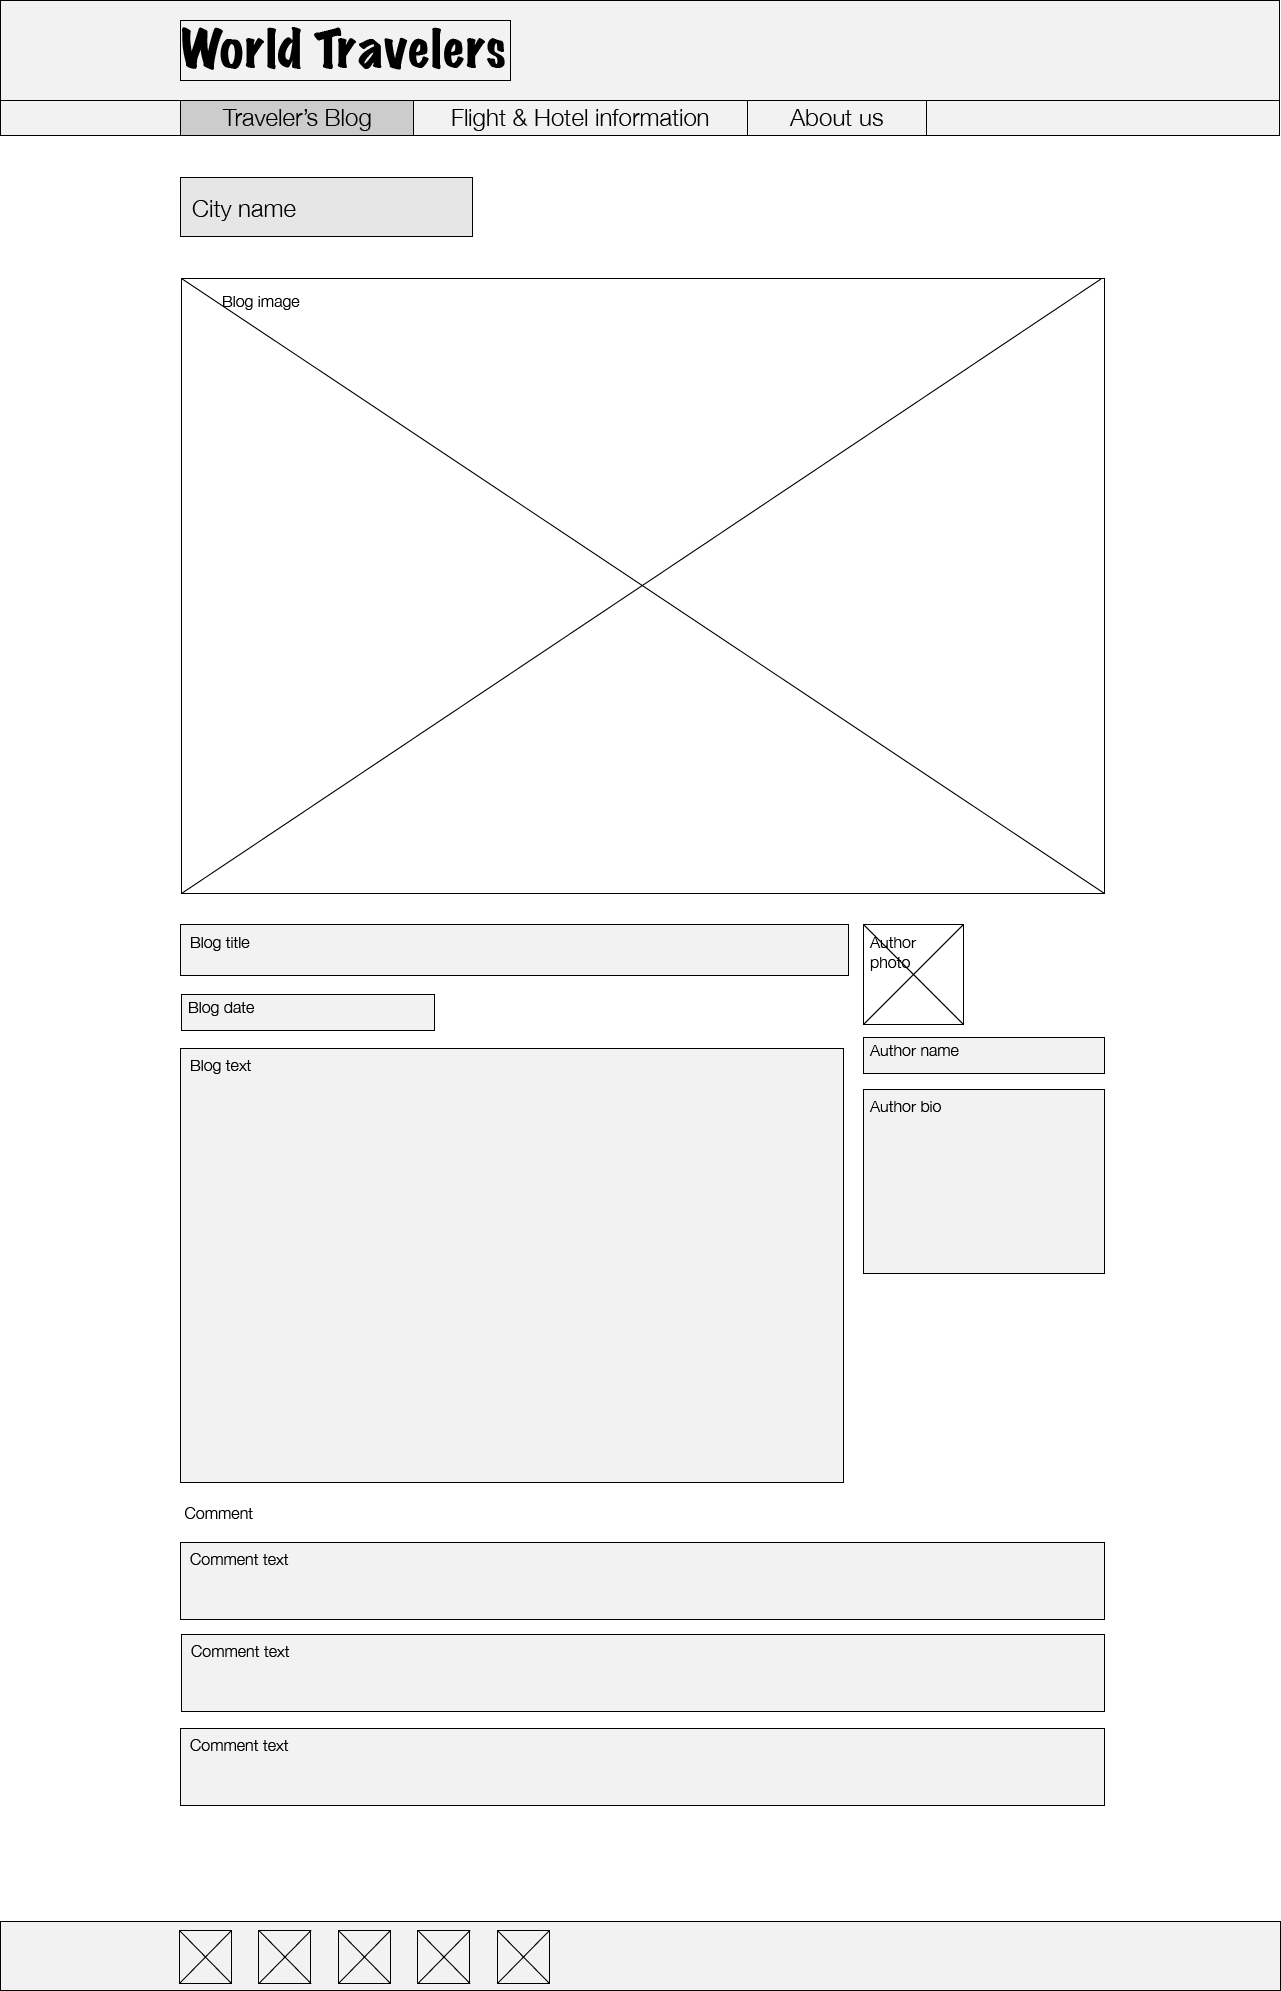 World Travelers
Traveler’s Blog
Flight & Hotel information
About us
City name
Blog image
Blog title
Author
photo
Blog date
Author name
Blog text
Author bio
Comment
Comment text
Comment text
Comment text